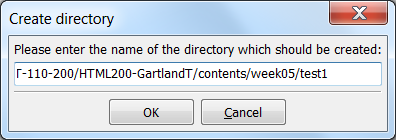 Create directory
Please enter the name of the directory which should be created:
-110-200/HTML200-GartlandT/contents/week05/test1
OK
Cancel